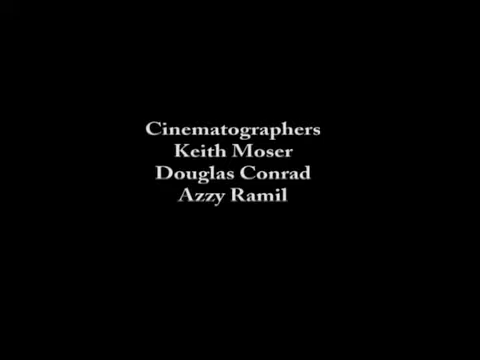 Cinematographers
Keith Moser
Douglas Conrad
Azzy Ramil